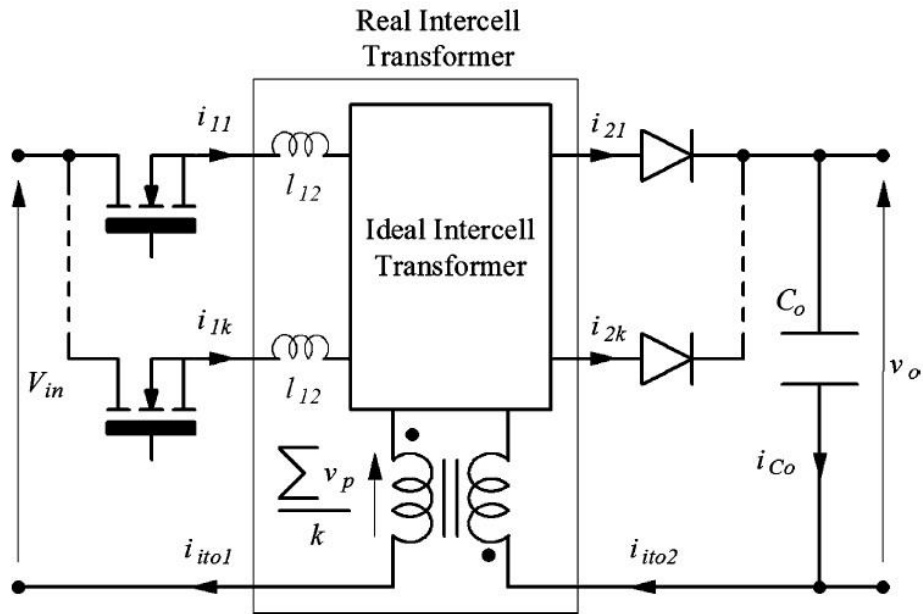 Real Intercell
Transformer
i11
l12
i21
Ideal Intercell
Transformer
Co
i1k
l12
i2k
Vin
vo
∑ vp
k
iCo
iito1
iito2